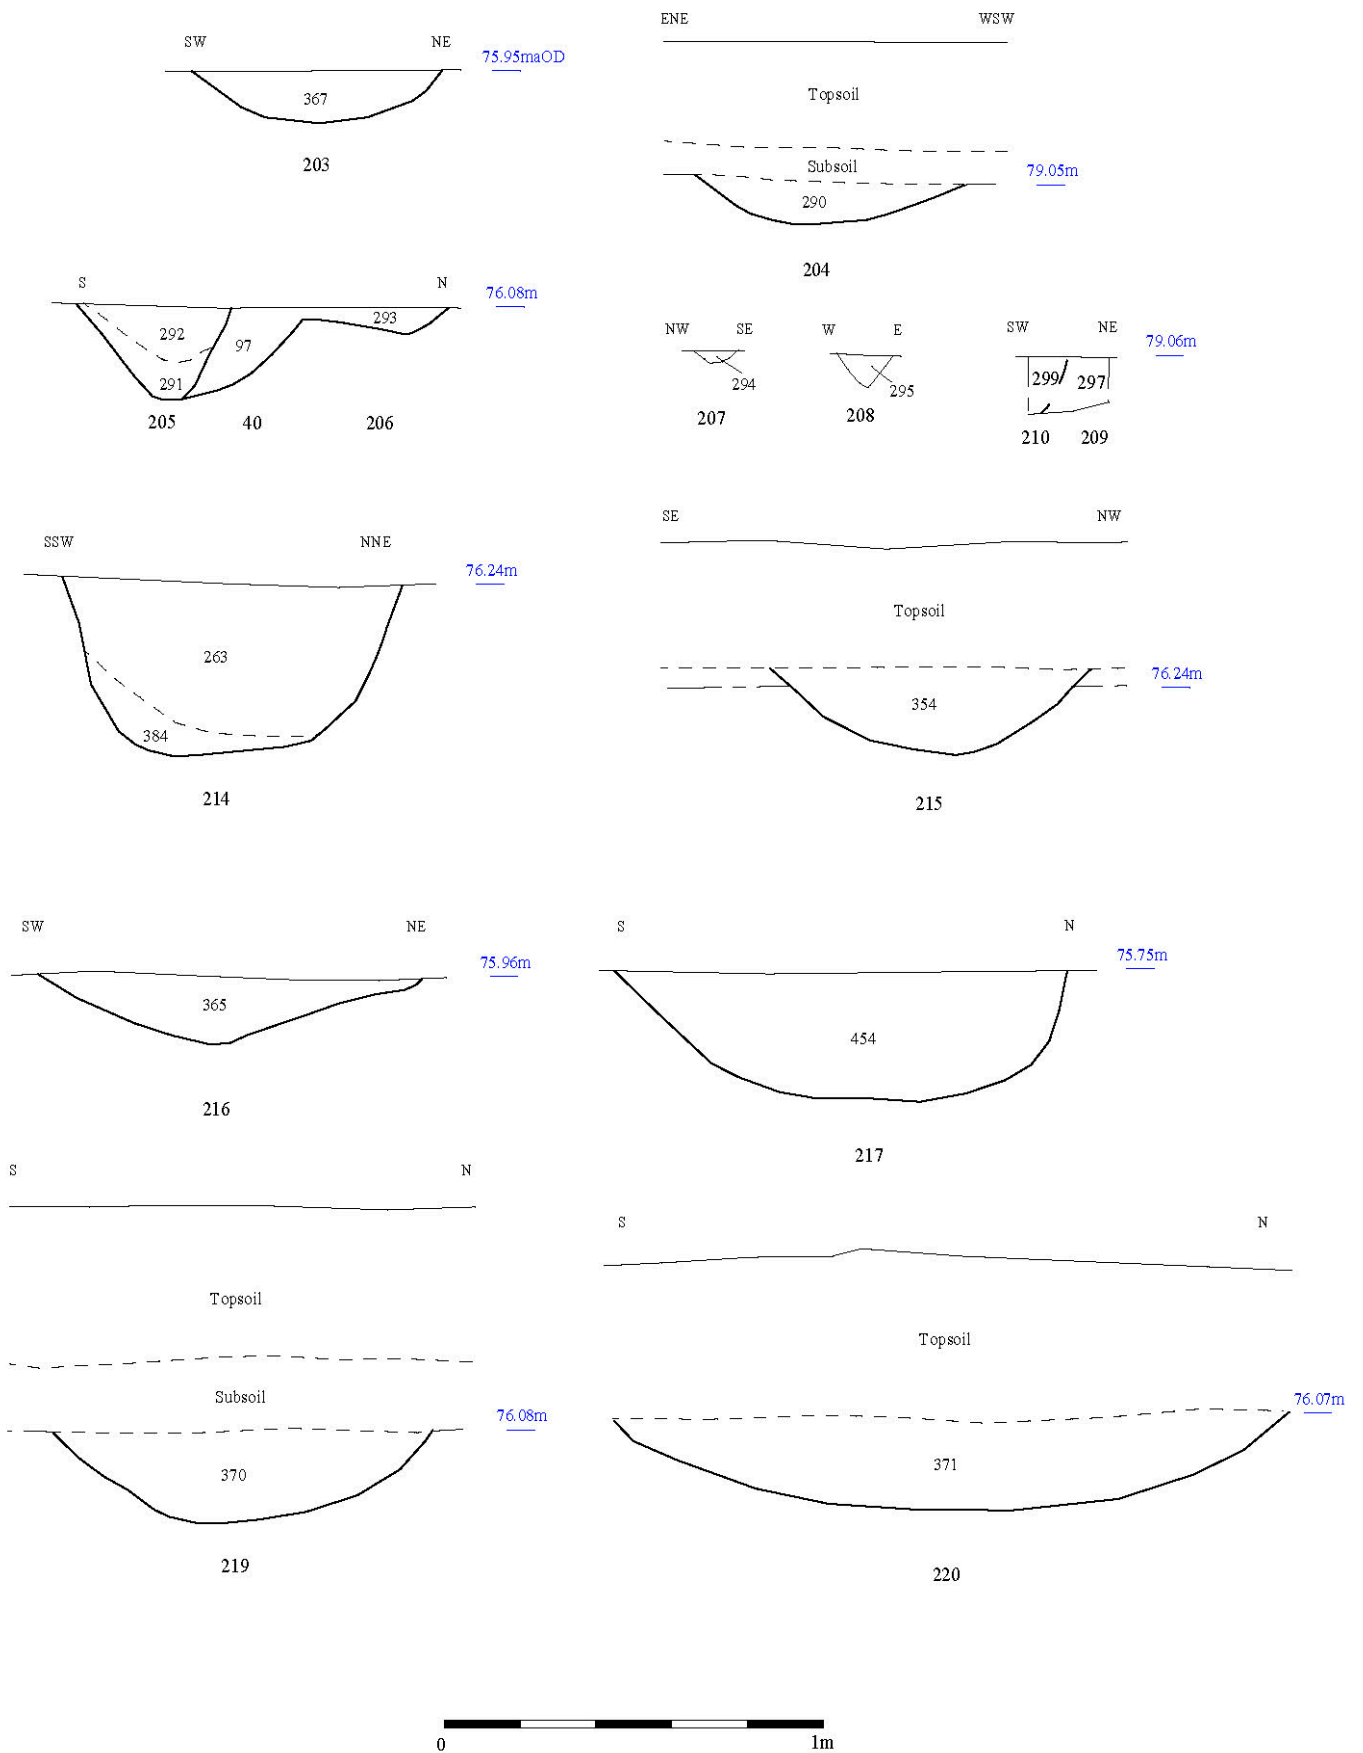 SW NE 75.95maOD
367
203
ENE WSW
Topsoil
Subsoil 79.05m
290
204
S N 76.08m
292 97 293
291
205 40 206
NW SE W E SW NE 79.06m
294 295 299 297
207 208 210 209
SSW NNE 76.24m
263
384
214
SE NW
Topsoil
76.24m
354
215
SW NE 75.96m
365
216
S N 75.75m
454
217
S N
Topsoil
Subsoil
76.08m
370
219
S N
Topsoil
76.07m
371
220
0 1m